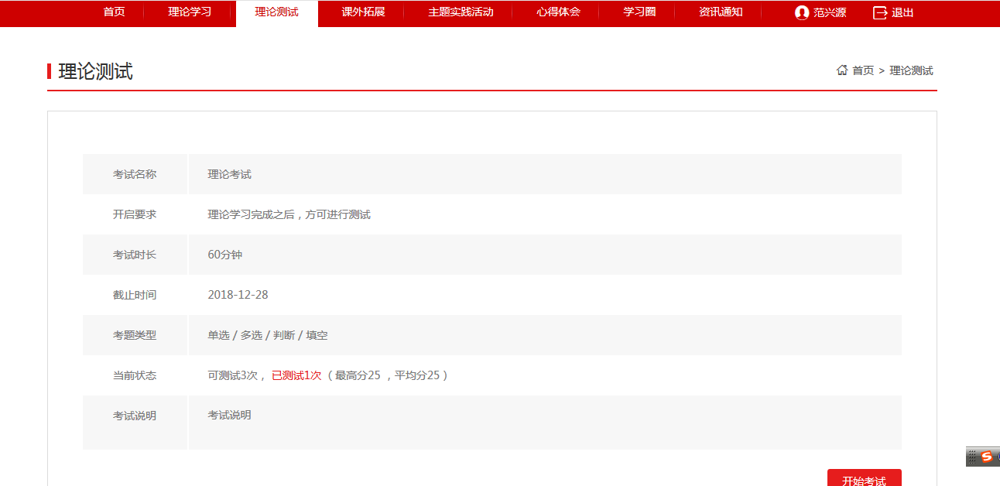 首页 理论学习 理论测试 课外拓展 主题实践活动 心得体会 学习圈 资讯通知 范兴源 退出
理论测试 首页 > 理论测试
考试名称 理论考试
开启要求 理论学习完成之后，方可进行测试
考试时长 60分钟
截止时间 2018-12-28
考题类型 单选 / 多选 / 判断 / 填空
当前状态 可测试3次， 已测试1次 （ 最高分25 ，平均分25 ）
考试说明 考试说明
开始考试